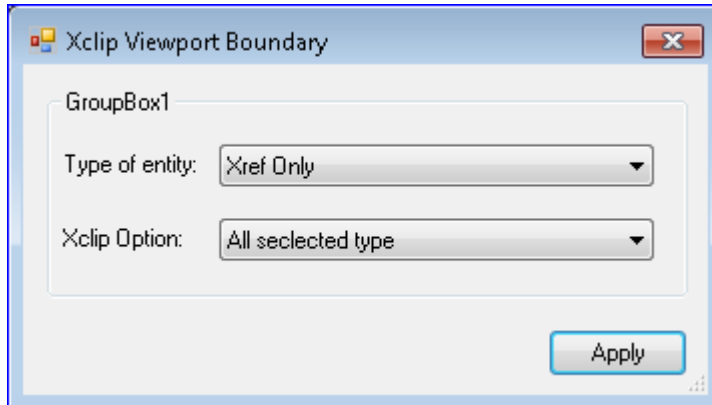 Xclip Viewport Boundary
GroupBox1
Type of entity: Xref Only
Xclip Option: All seclected type
Apply